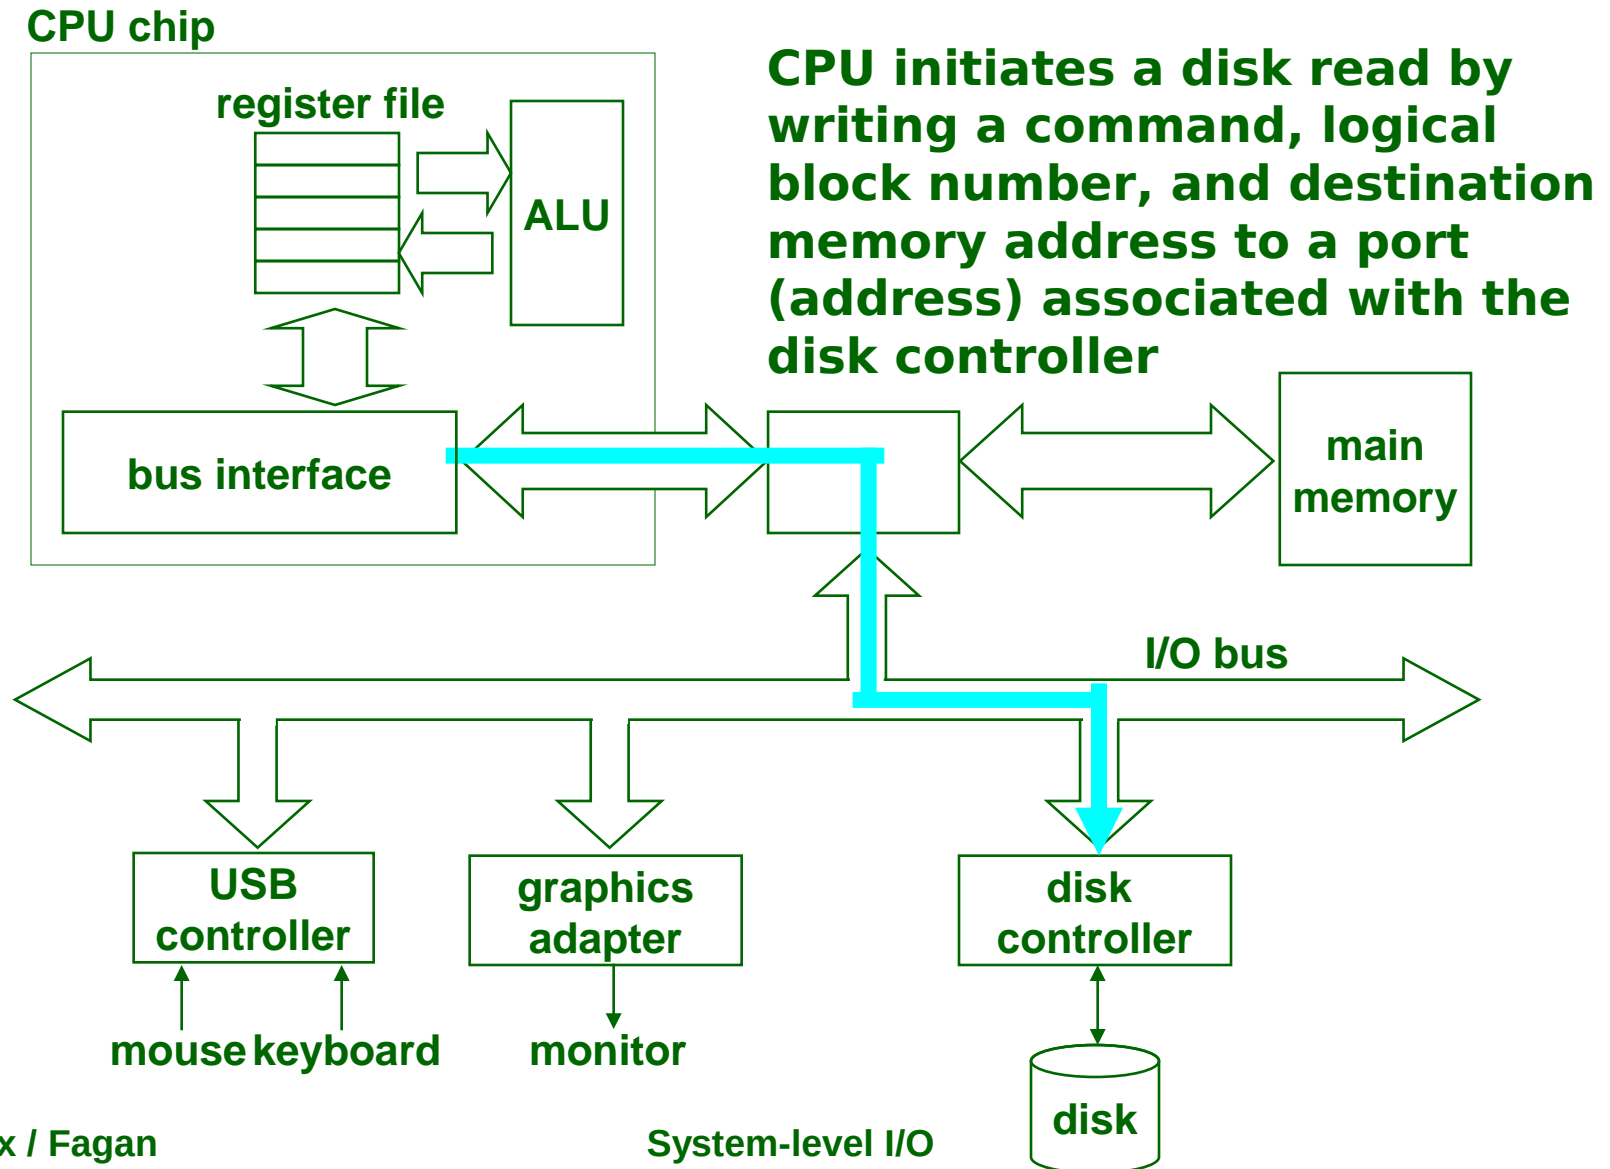 CPU chip
CPU initiates a disk read by
writing a command, logical
block number, and destination
memory address to a port
(address) associated with the
disk controller
register file
ALU
bus interface
main
memory
I/O bus
USB
controller
graphics
adapter
disk
controller
mouse keyboard
monitor
disk
x / Fagan
System-level I/O